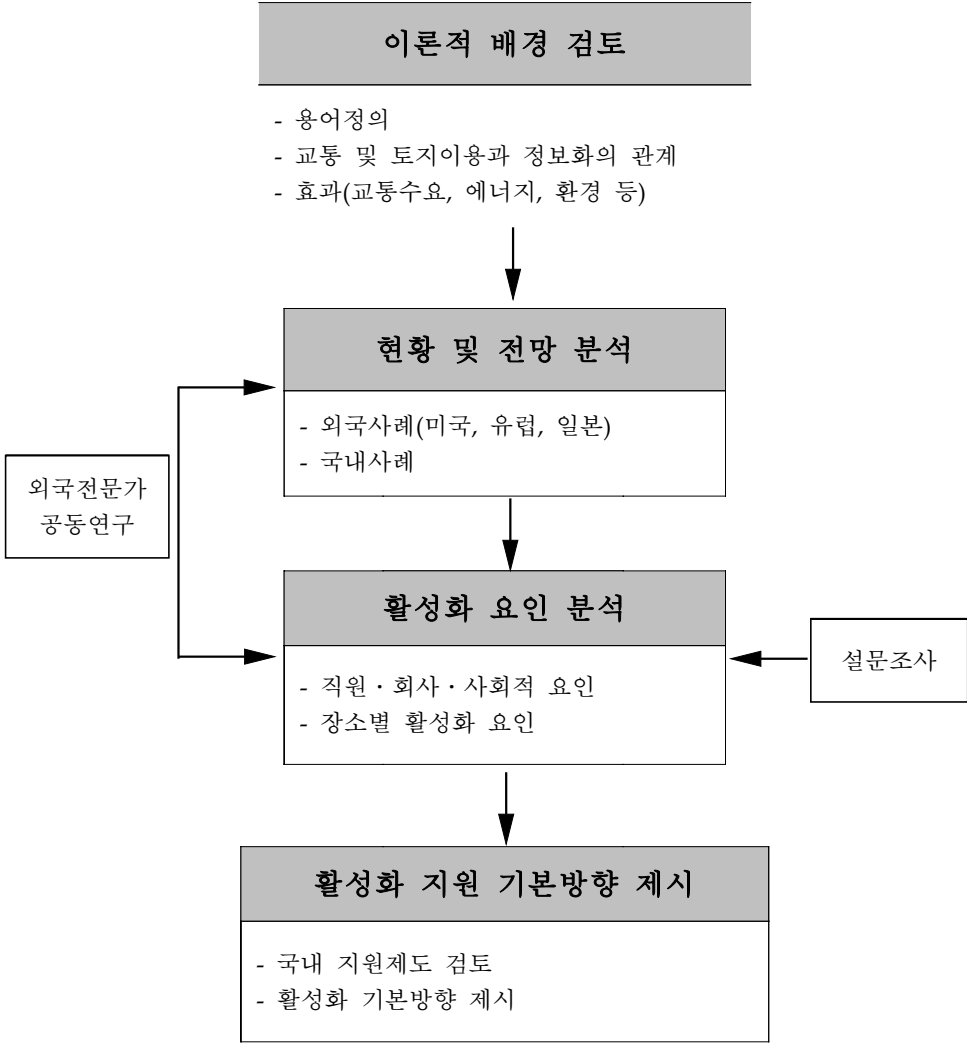 이론적 배경 검토
- 용어정의
- 교통 및 토지이용과 정보화의 관계
- 효과(교통수요, 에너지, 환경 등)
현황 및 전망 분석
- 외국사례(미국, 유럽, 일본)
- 국내사례
외국전문가
공동연구
활성화 요인 분석
- 직원·회사·사회적 요인
- 장소별 활성화 요인
설문조사
활성화 지원 기본방향 제시
- 국내 지원제도 검토
- 활성화 기본방향 제시